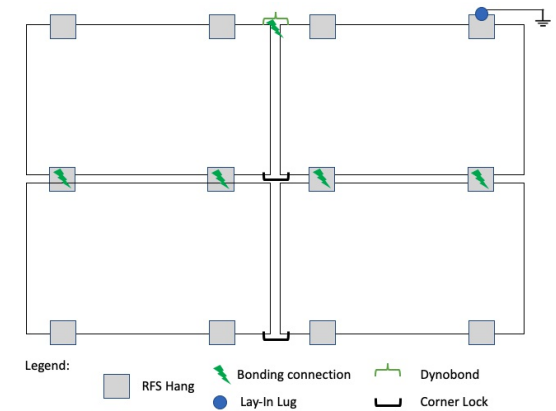 Legend:
RFS Hang
Bonding connection
Dynobond
Lay-In Lug
Corner Lock